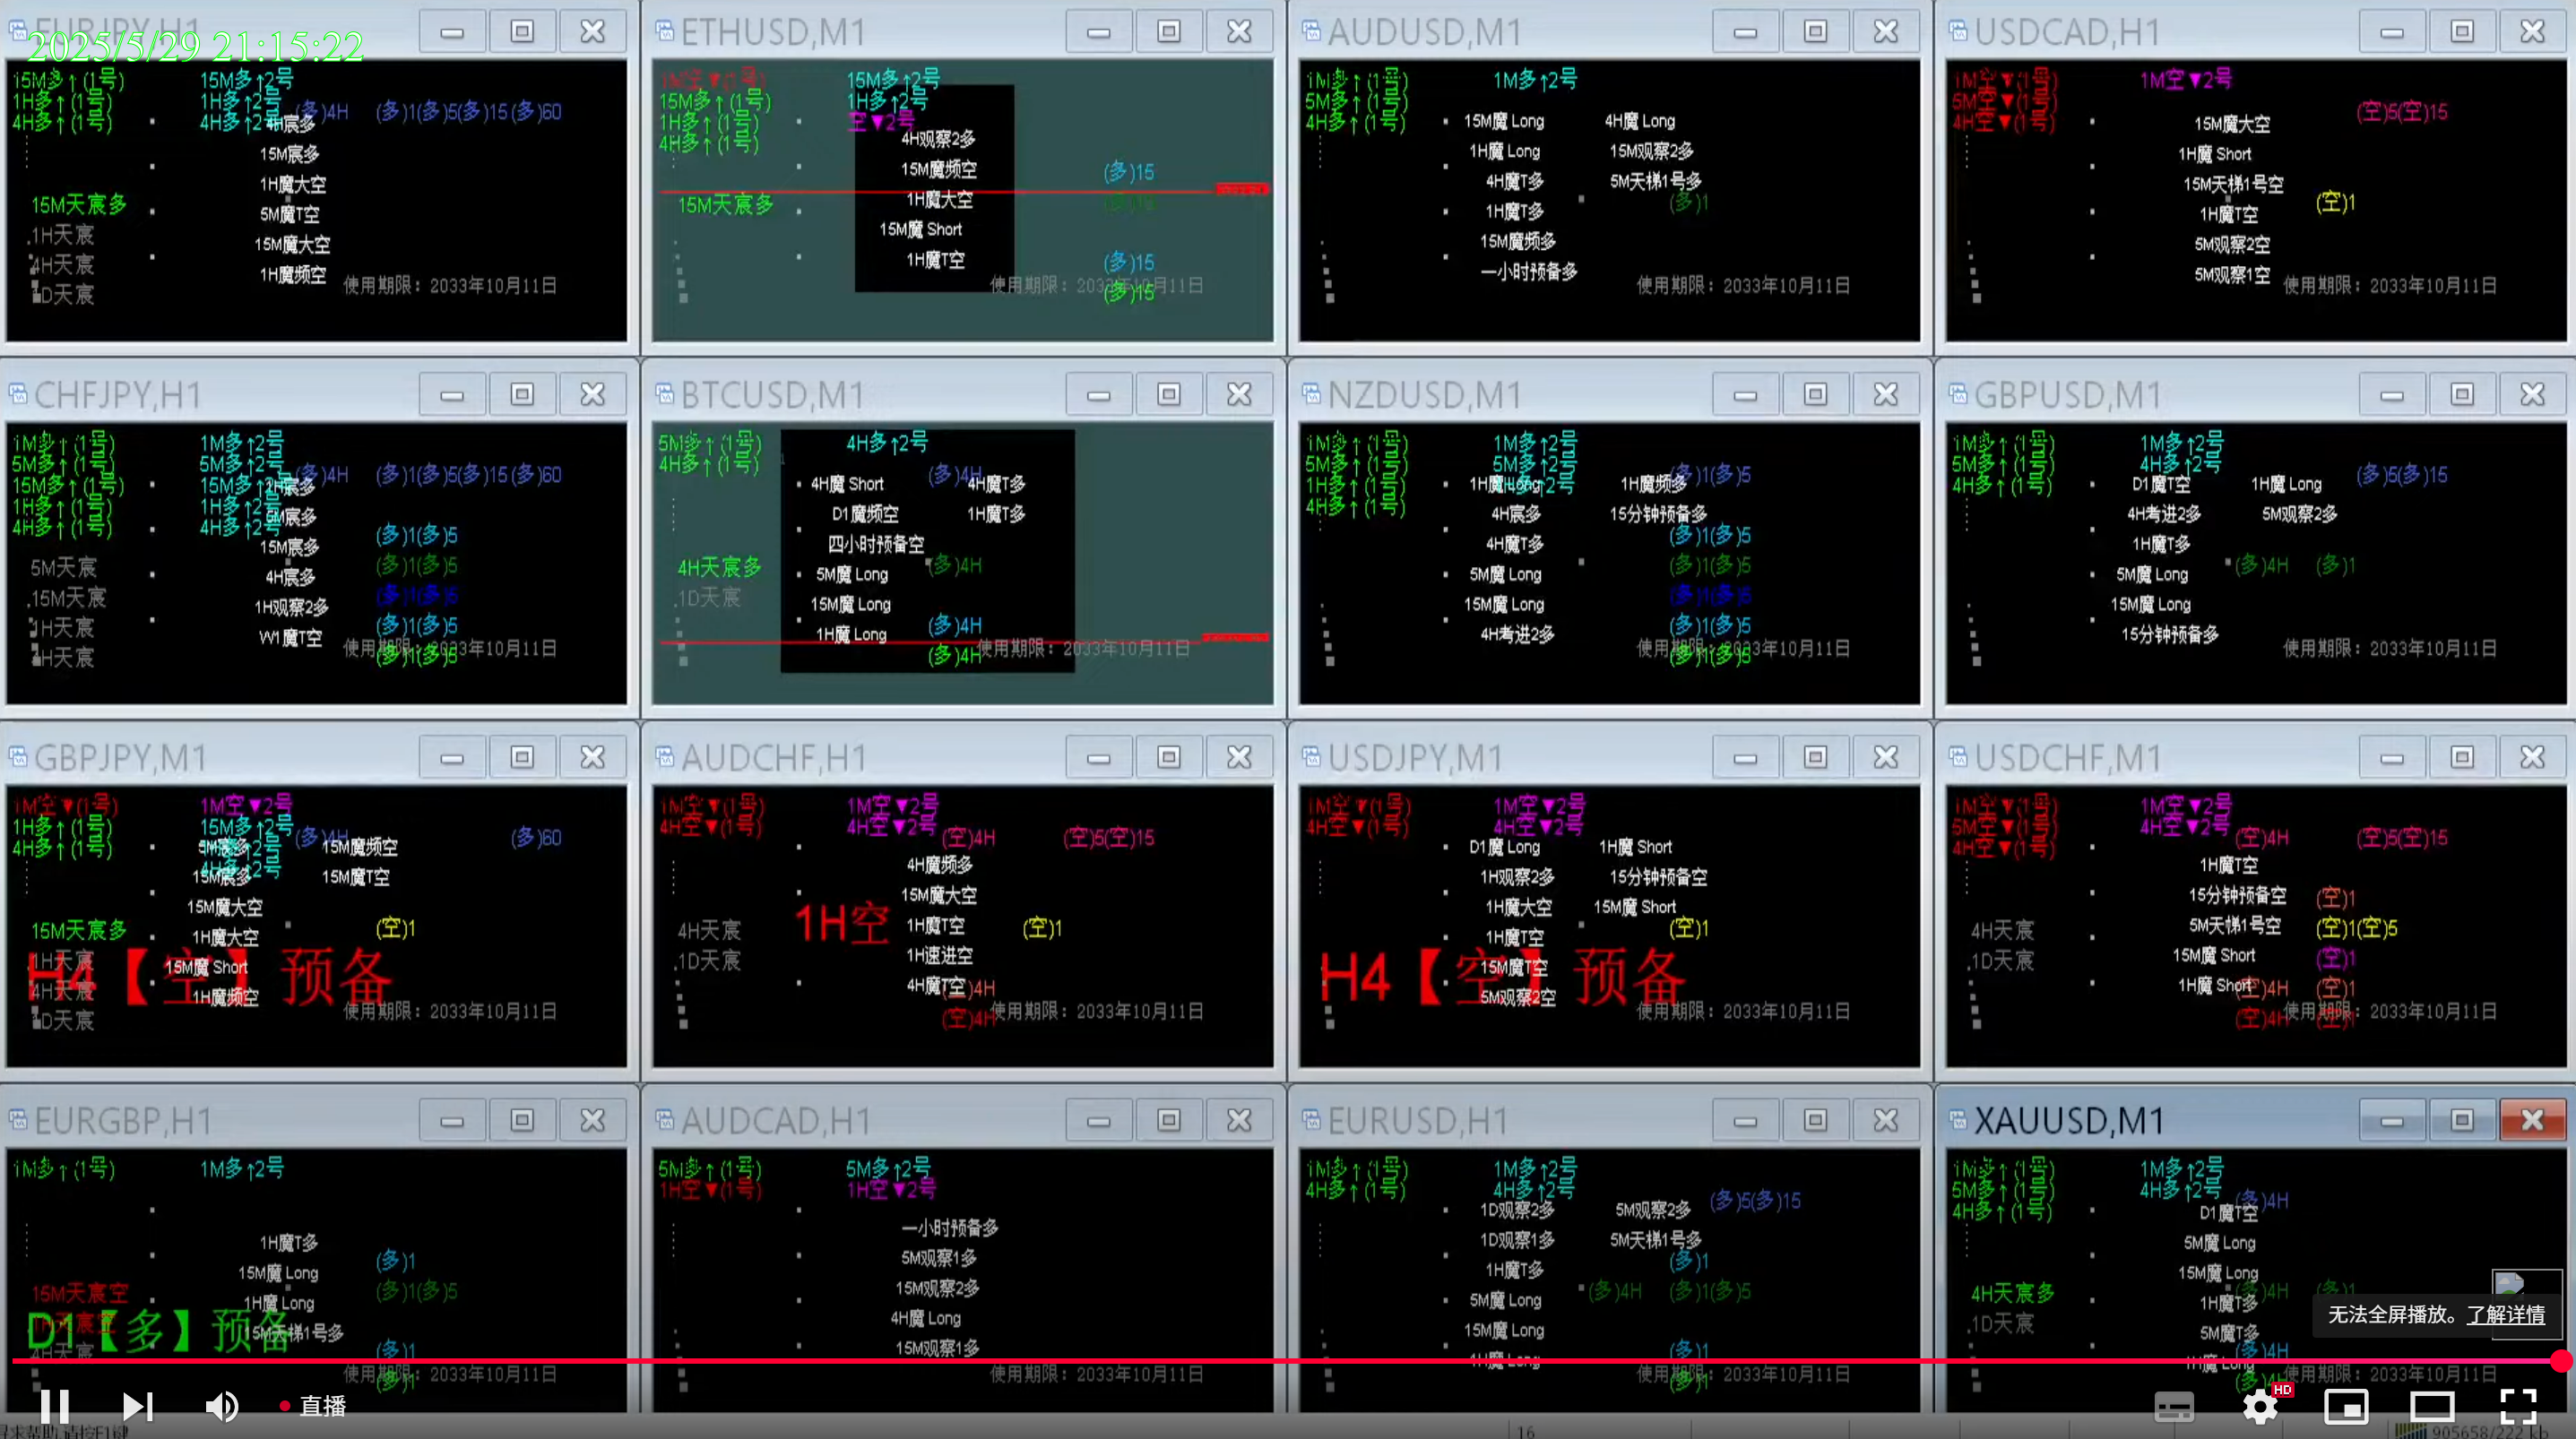 EURJPY,H1
2025/5/29 21:15:22
15M多↑(1号) 15M多↑2号
1H多↑(1号) 1H多↑2号 (多)4H (多)1(多)5(多)15(多)60
4H多↑(1号) 4H多↑2号 4H宸多
15M宸多
1H魔大空
15M天宸多 5M魔T空
1H天宸 15M魔大空
4H天宸 1H魔频空
1D天宸 使用期限：2033年10月11日
ETHUSD,M1
1M空▼(1号) 15M多↑2号
15M多↑(1号) 1H多↑2号
1H多↑(1号) 空▼2号
4H多↑(1号) 4H观察2多
15M魔频空 (多)15
15M天宸多 1H魔大空 (多)15
15M魔 Short
1H魔T空 (多)15
使用期限：2033年10月11日
(多)15
AUDUSD,M1
1M多↑(1号) 1M多↑2号
5M多↑(1号)
4H多↑(1号) 15M魔 Long 4H魔 Long
1H魔 Long 15M观察2多
4H魔T多 5M天梯1号多
1H魔T多 (多)1
15M魔频多
一小时预备多
使用期限：2033年10月11日
USDCAD,H1
1M空▼(1号) 1M空▼2号
5M空▼(1号) (空)5(空)15
4H空▼(1号) 15M魔大空
1H魔 Short
15M天梯1号空
1H魔T空 (空)1
5M观察2空
5M观察1空
使用期限：2033年10月11日
CHFJPY,H1
1M多↑(1号) 1M多↑2号
5M多↑(1号) 5M多↑2号 (多)4H (多)1(多)5(多)15(多)60
15M多↑(1号) 15M多↑2号
1H多↑(1号) 1H多↑2号
4H多↑(1号) 4H多↑2号
15M宸多 (多)1(多)5
5M天宸 4H宸多 (多)1(多)5
15M天宸 1H观察2多 (多)1(多)5
1H天宸 W1魔T空 (多)1(多)5
4H天宸 使用期限：2033年10月11日
(多)1(多)5
BTCUSD,M1
5M多↑(1号) 4H多↑2号
4H多↑(1号)
4H魔 Short (多)4H 4H魔T多
D1魔频空 1H魔T多
四小时预备空
4H天宸多 5M魔 Long (多)4H
1D天宸 15M魔 Long
1H魔 Long (多)4H
(多)4H 使用期限：2033年10月11日
NZDUSD,M1
1M多↑(1号) 1M多↑2号
5M多↑(1号) 5M多↑2号 (多)1(多)5
1H多↑(1号) 1H魔 Long 1H魔频多
4H多↑(1号) 4H宸多 15分钟预备多
4H魔T多 (多)1(多)5
5M魔 Long (多)1(多)5
15M魔 Long (多)1(多)5
4H考进2多 (多)1(多)5
使用期限：2033年10月11日
(多)1(多)5
GBPUSD,M1
1M多↑(1号) 1M多↑2号
5M多↑(1号) 4H多↑2号 (多)5(多)15
4H多↑(1号) D1魔T空 1H魔 Long
4H考进2多 5M观察2多
1H魔T多
5M魔 Long (多)4H (多)1
15M魔 Long
15分钟预备多
使用期限：2033年10月11日
GBPJPY,M1
1M空▼(1号) 1M空▼2号
1H多↑(1号) 15M多↑2号 (多)4H (多)60
4H多↑(1号) 15M魔频空
4H多↑2号
15M宸多 15M魔T空
15M魔大空
15M天宸多 1H魔大空 (空)1
1H天宸 15M魔 Short
H4【空】预备
4H天宸 1H魔频空
1D天宸 使用期限：2033年10月11日
AUDCHF,H1
1M空▼(1号) 1M空▼2号
4H空▼(1号) 4H空▼2号
(空)4H (空)5(空)15
4H魔频多
15M魔大空
4H天宸 1H空 1H魔T空 (空)1
1D天宸 1H速进空
4H魔T空 (空)4H
(空)4H 使用期限：2033年10月11日
USDJPY,M1
1M空▼(1号) 1M空▼2号
4H空▼(1号) 4H空▼2号
D1魔 Long 1H魔 Short
1H观察2多 15分钟预备空
1H魔大空 15M魔 Short
1H魔T空 (空)1
H4【空】预备
15M魔T空
5M观察2空
使用期限：2033年10月11日
USDCHF,M1
1M空▼(1号) 1M空▼2号
5M空▼(1号) 4H空▼2号
4H空▼(1号) (空)4H (空)5(空)15
1H魔T空
15分钟预备空 (空)1
4H天宸 5M天梯1号空 (空)1(空)5
1D天宸 15M魔 Short (空)1
1H魔 Short (空)4H (空)1
(空)4H (空)1 使用期限：2033年10月11日
EURGBP,H1
1M多↑(1号) 1M多↑2号
1H魔T多
15M魔 Long (多)1
15M天宸空 1H魔 Long (多)1(多)5
D1【多】预备
15M天梯1号多
4H天宸 (多)1
使用期限：2033年10月11日
(多)1
AUDCAD,H1
5M多↑(1号) 5M多↑2号
1H空▼(1号) 1H空▼2号
一小时预备多
5M观察1多
15M观察2多
4H魔 Long
15M观察1多
使用期限：2033年10月11日
EURUSD,H1
1M多↑(1号) 1M多↑2号
4H多↑(1号) 4H多↑2号
1D观察2多 5M观察2多 (多)5(多)15
1D观察1多 5M天梯1号多
1H魔T多 (多)1
5M魔 Long (多)4H (多)1(多)5
15M魔 Long
1H魔 Long (多)1
使用期限：2033年10月11日
(多)1
XAUUSD,M1
1M多↑(1号) 1M多↑2号
5M多↑(1号) 4H多↑2号
4H多↑(1号) D1魔T空 (多)4H
5M魔 Long
15M魔 Long
4H天宸多 1H魔T多 (多)4H (多)1
1D天宸 5M魔T多
1H魔 Long (多)4H
使用期限：2033年10月11日
(多)4H
无法全屏播放。了解详情
直播
HD
16
905658/222 kb